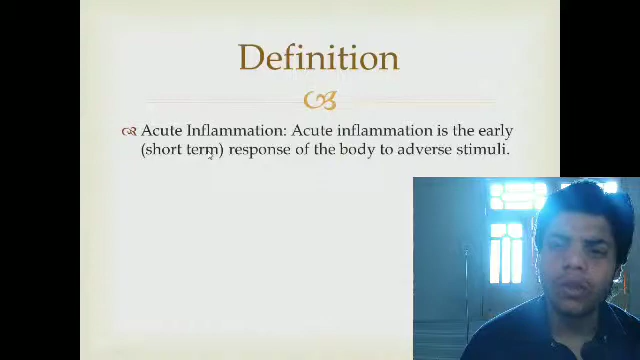 Definition
Acute Inflammation: Acute inflammation is the early
(short term) response of the body to adverse stimuli.